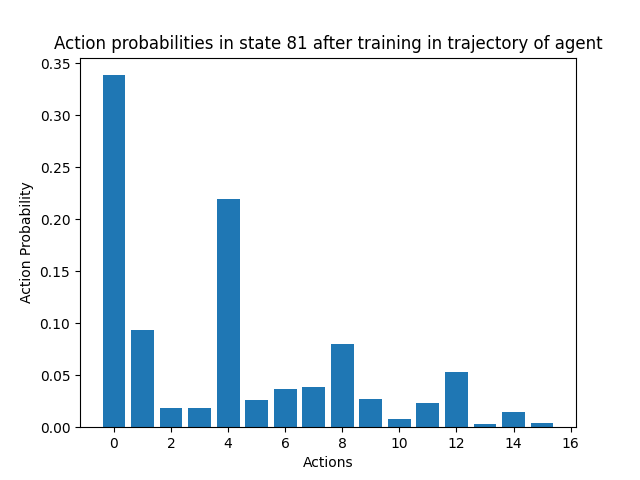 Action probabilities in state 81 after training in trajectory of agent
0.35
0.30
0.25
0.20
0.15
0.10
0.05
0.00
Action Probability
0 2 4 6 8 10 12 14 16
Actions